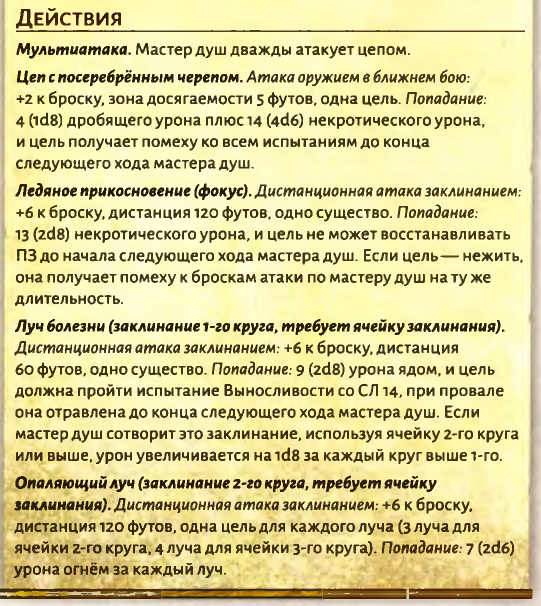 Действия
Мультиатака. Мастер душ дважды атакует цепом.
Цеп с посеребрённым черепом. Атака оружием в ближнем бою:
+2 к броску, зона досягаемости 5 футов, одна цель. Попадание:
4 (1d8) дробящего урона плюс 14 (4d6) некротического урона,
и цель получает помеху ко всем испытаниям до конца
следующего хода мастера душ.
Ледяное прикосновение (фокус). Дистанционная атака заклинанием:
+6 к броску, дистанция 120 футов, одно существо. Попадание:
13 (2d8) некротического урона, и цель не может восстанавливать
ПЗ до начала следующего хода мастера душ. Если цель — нежить,
она получает помеху к броскам атаки по мастеру душ на ту же
длительность.
Луч болезни (заклинание 1-го круга, требует ячейку заклинания).
Дистанционная атака заклинанием: +6 к броску, дистанция
60 футов, одно существо. Попадание: 9 (2d8) урона ядом, и цель
должна пройти испытание Выносливости со СЛ 14, при провале
она отравлена до конца следующего хода мастера душ. Если
мастер душ сотворит это заклинание, используя ячейку 2-го круга
или выше, урон увеличивается на 1d8 за каждый круг выше 1-го.
Опаляющий луч (заклинание 2-го круга, требует ячейку
заклинания). Дистанционная атака заклинанием: +6 к броску,
дистанция 120 футов, одна цель для каждого луча (3 луча для
ячейки 2-го круга, 4 луча для ячейки 3-го круга). Попадание: 7 (2d6)
урона огнём за каждый луч.